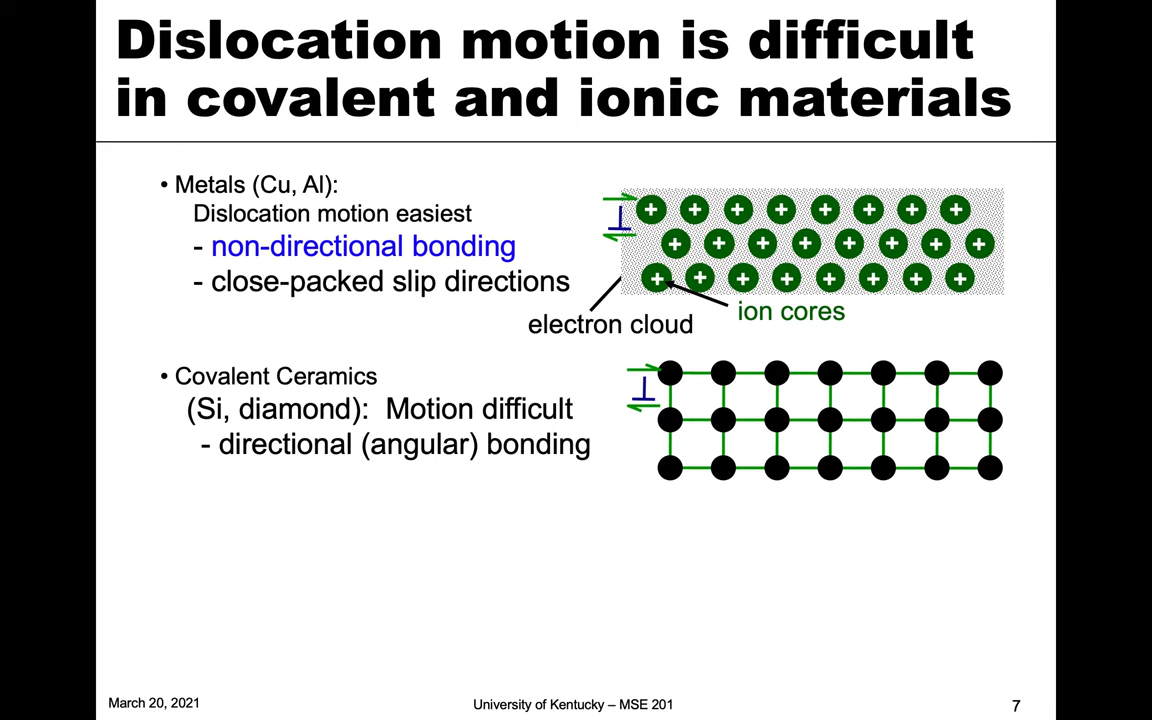 Dislocation motion is difficult
in covalent and ionic materials
• Metals (Cu, Al):
Dislocation motion easiest
- non-directional bonding
- close-packed slip directions
+ + + + + + + +
+ + + + + + + +
+ + + + + + + +
electron cloud
ion cores
• Covalent Ceramics
(Si, diamond): Motion difficult
- directional (angular) bonding
March 20, 2021
University of Kentucky – MSE 201
7